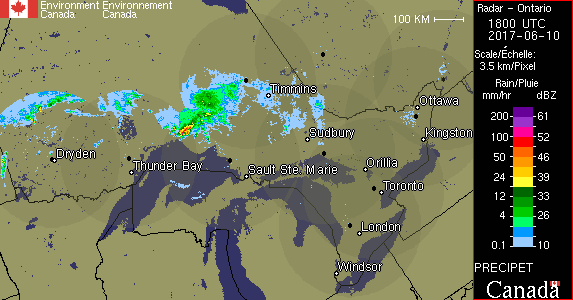 Environment Environnement
Canada Canada
100 KM
Timmins
Ottawa
Sudbury
Kingston
Dryden
Thunder Bay
Sault Ste. Marie
Orillia
Toronto
London
Windsor
Radar - Ontario
1800 UTC
2017-06-10
Scale/Échelle:
3.5 km/Pixel
Rain/Pluie
mm/hr dBZ
200 61
100 52
50 46
24 39
12 33
4 26
0.1 10
PRECIPET
Canada